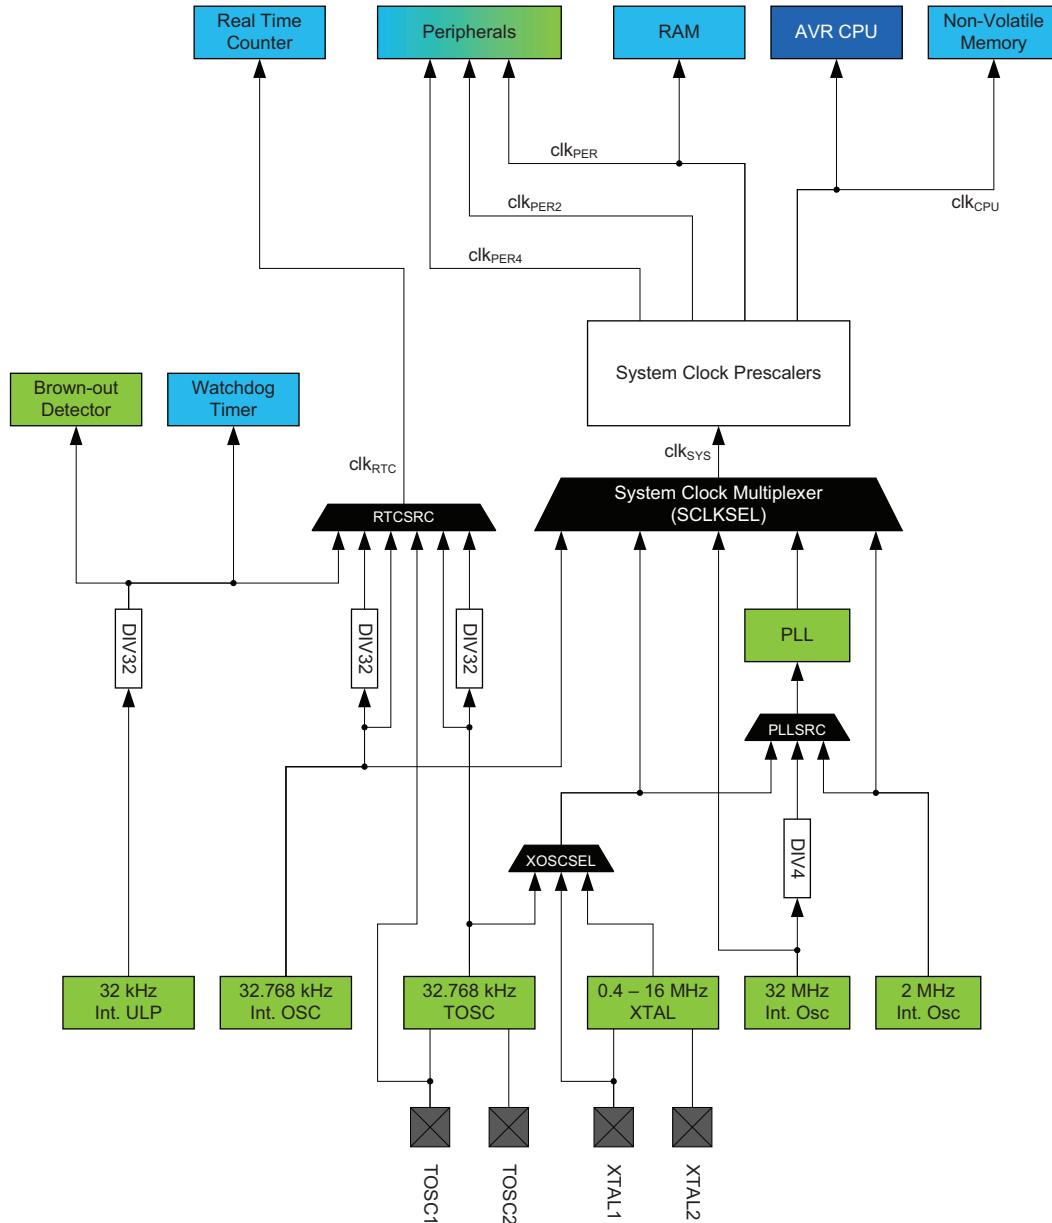 Real Time
Counter
Peripherals
RAM
AVR CPU
Non-Volatile
Memory
clkPER
clkPER2
clkCPU
clkPER4
System Clock Prescalers
Brown-out
Detector
Watchdog
Timer
clkRTC
clkSYS
RTCSRC
System Clock Multiplexer
(SCLKSEL)
DIV32
DIV32
DIV32
PLL
PLLSRC
XOSCSEL
DIV4
32 kHz
Int. ULP
32.768 kHz
Int. OSC
32.768 kHz
TOSC
0.4 – 16 MHz
XTAL
32 MHz
Int. Osc
2 MHz
Int. Osc
TOSC1
TOSC2
XTAL1
XTAL2